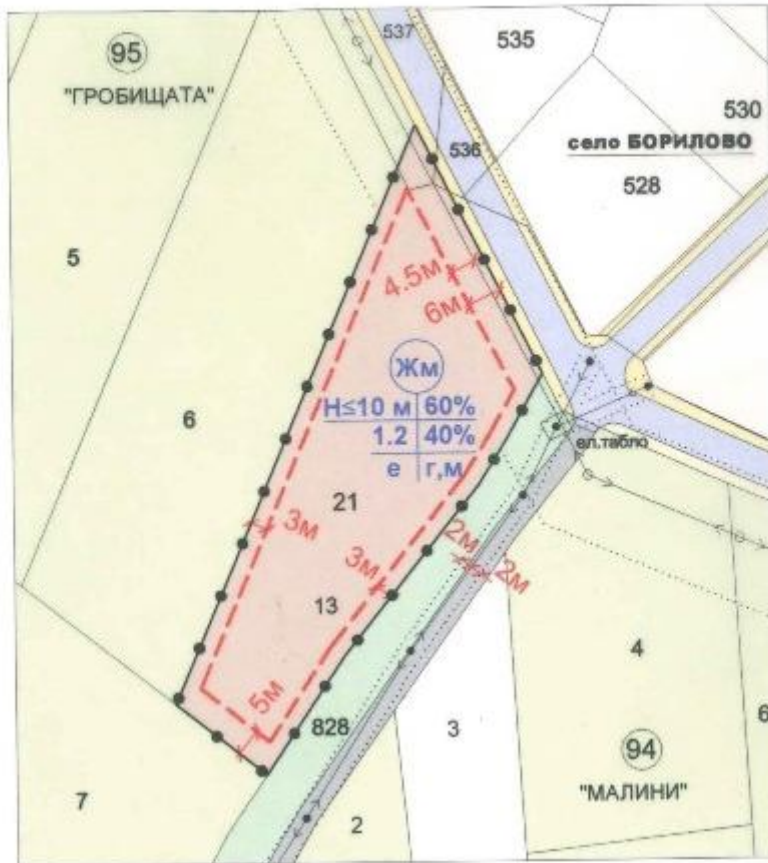 537
535
95
"ГРОБИЩАТА"
530
536
село БОРИЛОВО
528
5
4.5м
6м
Жм
6
H≤10 м 60%
1.2 40%
е г,м
ел.табло
21
3м
2м
3м
2м
13
4
5м
828
3
6
94
7
"МАЛИНИ"
2